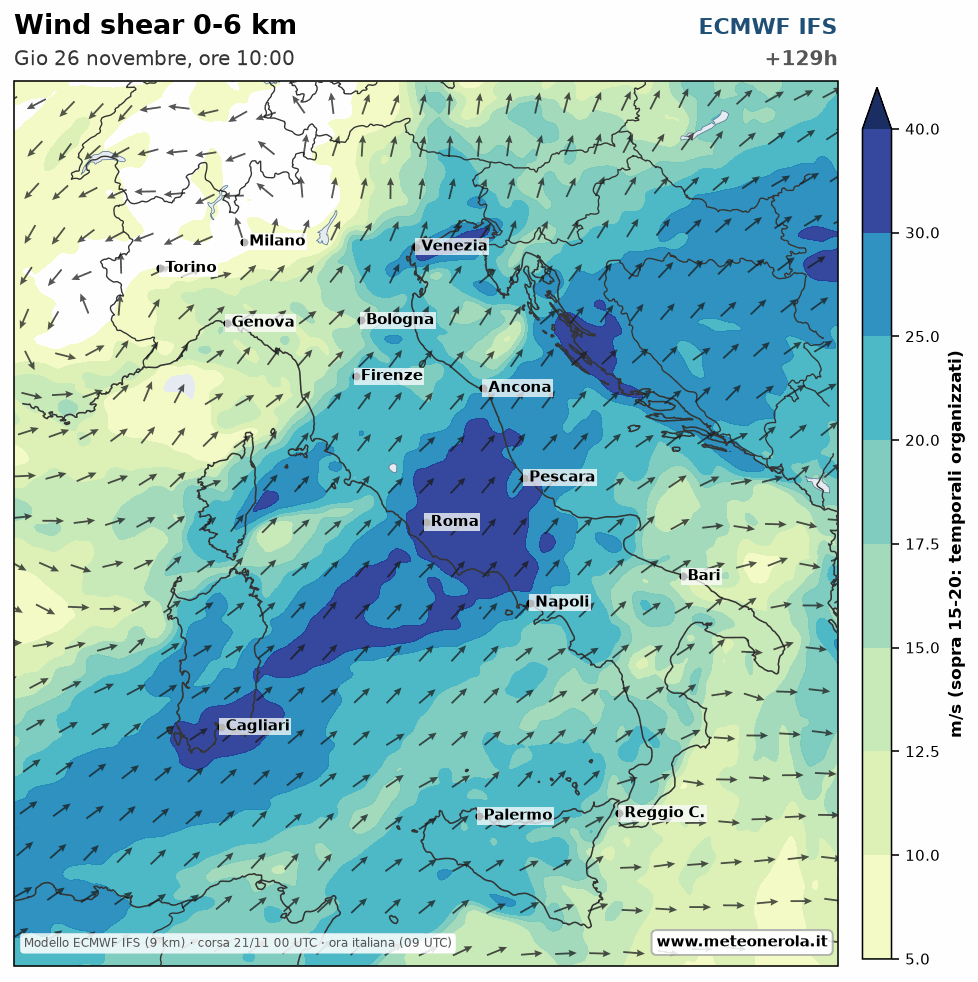 Wind shear 0-6 km
ECMWF IFS
Gio 26 novembre, ore 10:00
+129h
Milano
Venezia
Torino
Genova
Bologna
Firenze
Ancona
Pescara
Roma
Bari
Napoli
Cagliari
Palermo
Reggio C.
40.0
30.0
25.0
20.0
17.5
15.0
12.5
10.0
5.0
m/s (sopra 15-20: temporali organizzati)
Modello ECMWF IFS (9 km) · corsa 21/11 00 UTC · ora italiana (09 UTC)
www.meteonerola.it